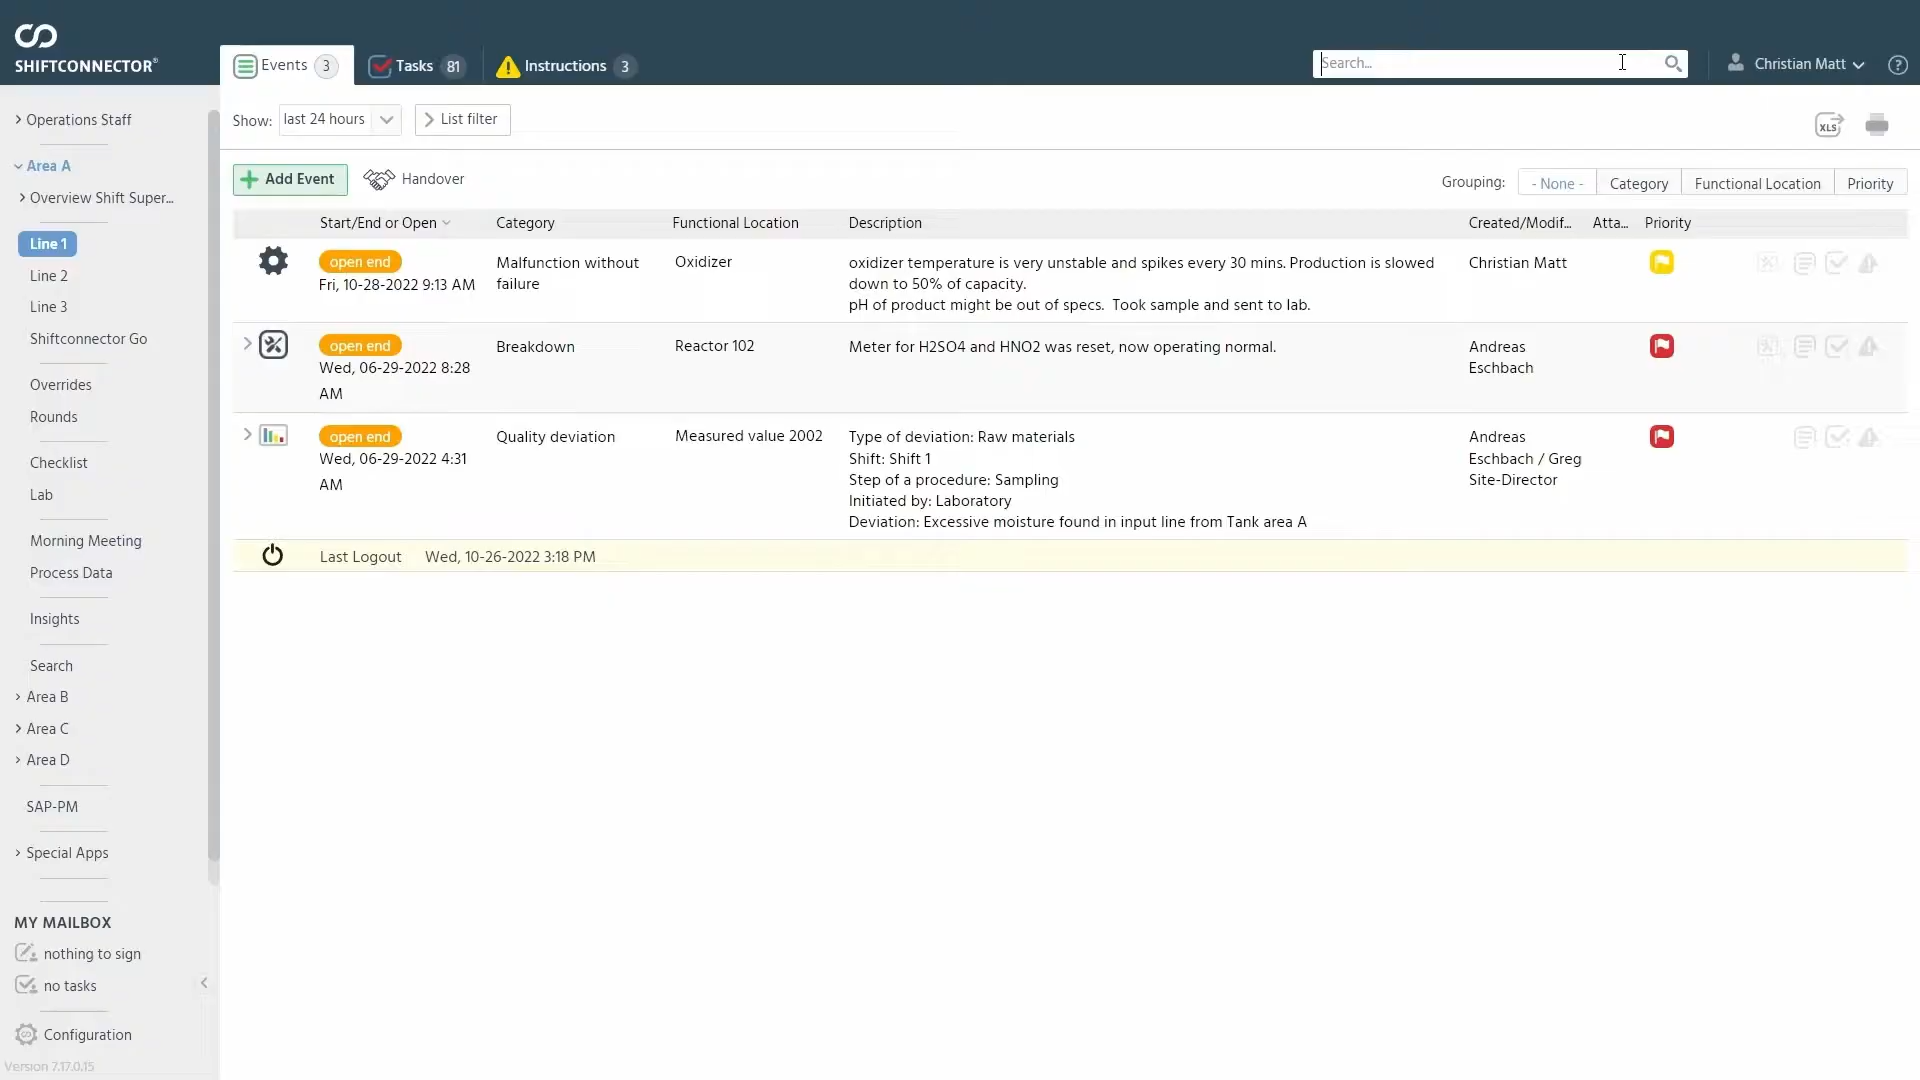 SHIFTCONNECTOR®
Events 3
Tasks 81
Instructions 3
Search...
Christian Matt
?
Show: last 24 hours
List filter
XLS
Add Event
Handover
Grouping: - None - Category Functional Location Priority
Operations Staff
Area A
Overview Shift Super...
Line 1
Line 2
Line 3
Shiftconnector Go
Overrides
Rounds
Checklist
Lab
Morning Meeting
Process Data
Insights
Search
Area B
Area C
Area D
SAP-PM
Special Apps
MY MAILBOX
nothing to sign
no tasks
Configuration
Version 7.17.0.15
Start/End or Open Category Functional Location Description Created/Modif... Atta... Priority
open end
Fri, 10-28-2022 9:13 AM
Malfunction without
failure
Oxidizer
oxidizer temperature is very unstable and spikes every 30 mins. Production is slowed
down to 50% of capacity.
pH of product might be out of specs. Took sample and sent to lab.
Christian Matt
open end
Wed, 06-29-2022 8:28
AM
Breakdown
Reactor 102
Meter for H2SO4 and HNO2 was reset, now operating normal.
Andreas
Eschbach
open end
Wed, 06-29-2022 4:31
AM
Quality deviation
Measured value 2002
Type of deviation: Raw materials
Shift: Shift 1
Step of a procedure: Sampling
Initiated by: Laboratory
Deviation: Excessive moisture found in input line from Tank area A
Andreas
Eschbach / Greg
Site-Director
Last Logout Wed, 10-26-2022 3:18 PM